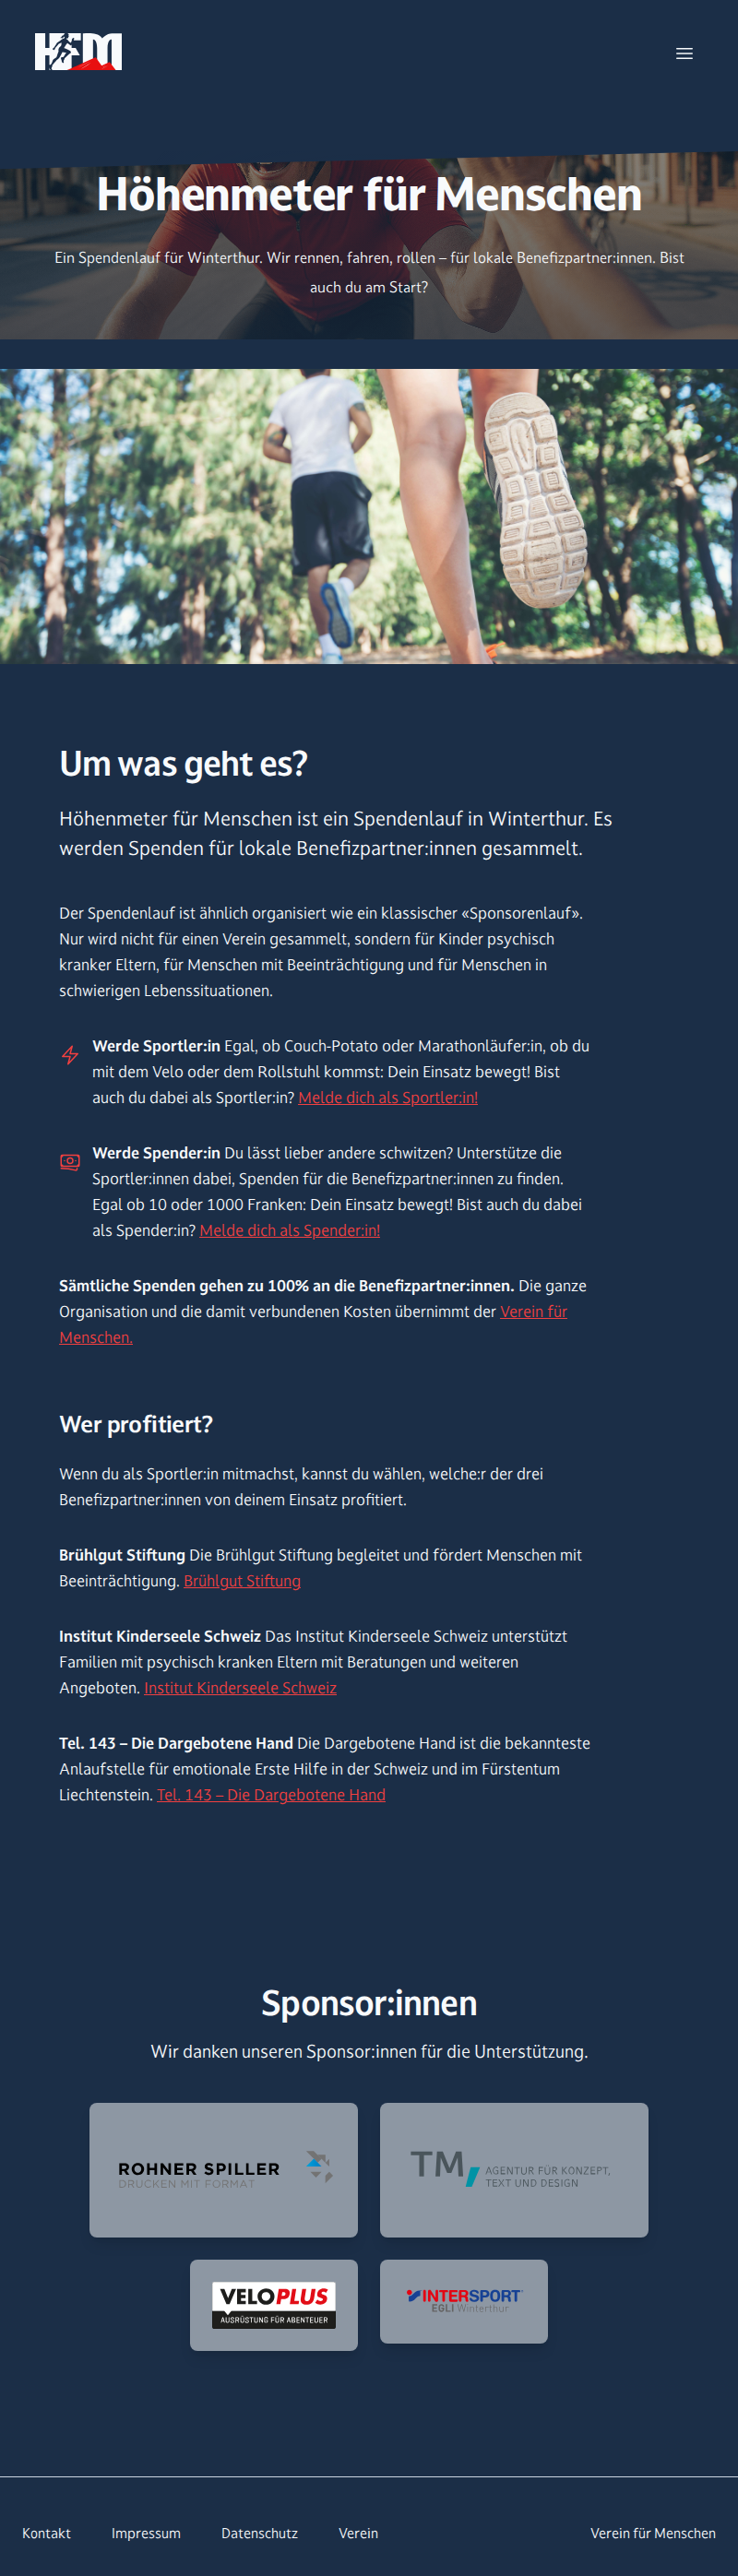 HFM
Höhenmeter für Menschen
Ein Spendenlauf für Winterthur. Wir rennen, fahren, rollen – für lokale Benefizpartner:innen. Bist
auch du am Start?
Um was geht es?
Höhenmeter für Menschen ist ein Spendenlauf in Winterthur. Es
werden Spenden für lokale Benefizpartner:innen gesammelt.
Der Spendenlauf ist ähnlich organisiert wie ein klassischer «Sponsorenlauf».
Nur wird nicht für einen Verein gesammelt, sondern für Kinder psychisch
kranker Eltern, für Menschen mit Beeinträchtigung und für Menschen in
schwierigen Lebenssituationen.
Werde Sportler:in Egal, ob Couch-Potato oder Marathonläufer:in, ob du
mit dem Velo oder dem Rollstuhl kommst: Dein Einsatz bewegt! Bist
auch du dabei als Sportler:in? Melde dich als Sportler:in!
Werde Spender:in Du lässt lieber andere schwitzen? Unterstütze die
Sportler:innen dabei, Spenden für die Benefizpartner:innen zu finden.
Egal ob 10 oder 1000 Franken: Dein Einsatz bewegt! Bist auch du dabei
als Spender:in? Melde dich als Spender:in!
Sämtliche Spenden gehen zu 100% an die Benefizpartner:innen. Die ganze
Organisation und die damit verbundenen Kosten übernimmt der Verein für
Menschen.
Wer profitiert?
Wenn du als Sportler:in mitmachst, kannst du wählen, welche:r der drei
Benefizpartner:innen von deinem Einsatz profitiert.
Brühlgut Stiftung Die Brühlgut Stiftung begleitet und fördert Menschen mit
Beeinträchtigung. Brühlgut Stiftung
Institut Kinderseele Schweiz Das Institut Kinderseele Schweiz unterstützt
Familien mit psychisch kranken Eltern mit Beratungen und weiteren
Angeboten. Institut Kinderseele Schweiz
Tel. 143 – Die Dargebotene Hand Die Dargebotene Hand ist die bekannteste
Anlaufstelle für emotionale Erste Hilfe in der Schweiz und im Fürstentum
Liechtenstein. Tel. 143 – Die Dargebotene Hand
Sponsor:innen
Wir danken unseren Sponsor:innen für die Unterstützung.
ROHNER SPILLER
DRUCKEN MIT FORMAT
TM, AGENTUR FÜR KONZEPT,
TEXT UND DESIGN
VELOPLUS
AUSRÜSTUNG FÜR ABENTEUER
INTERSPORT
EGLI Winterthur
Kontakt Impressum Datenschutz Verein Verein für Menschen